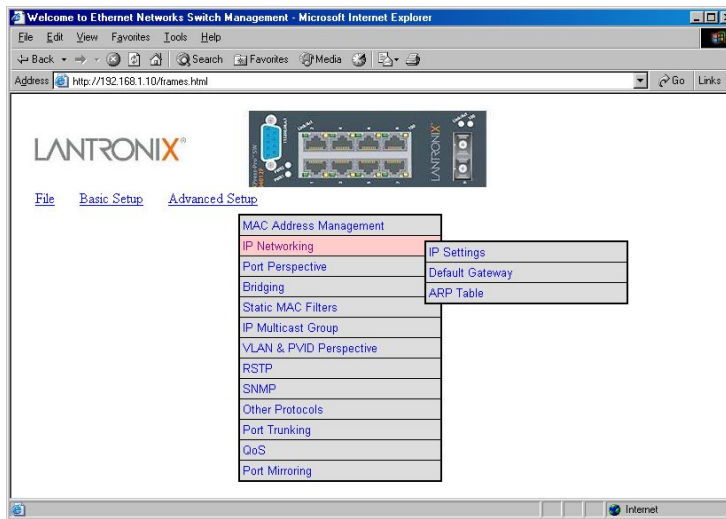 Welcome to Ethernet Networks Switch Management - Microsoft Internet Explorer
File Edit View Favorites Tools Help
Back Search Favorites Media
Address http://192.168.1.10/frames.html Go Links
LANTRONIX®
LANTRONIX
File Basic Setup Advanced Setup
MAC Address Management
IP Networking
IP Settings
Port Perspective
Default Gateway
Bridging
ARP Table
Static MAC Filters
IP Multicast Group
VLAN & PVID Perspective
RSTP
SNMP
Other Protocols
Port Trunking
QoS
Port Mirroring
Internet